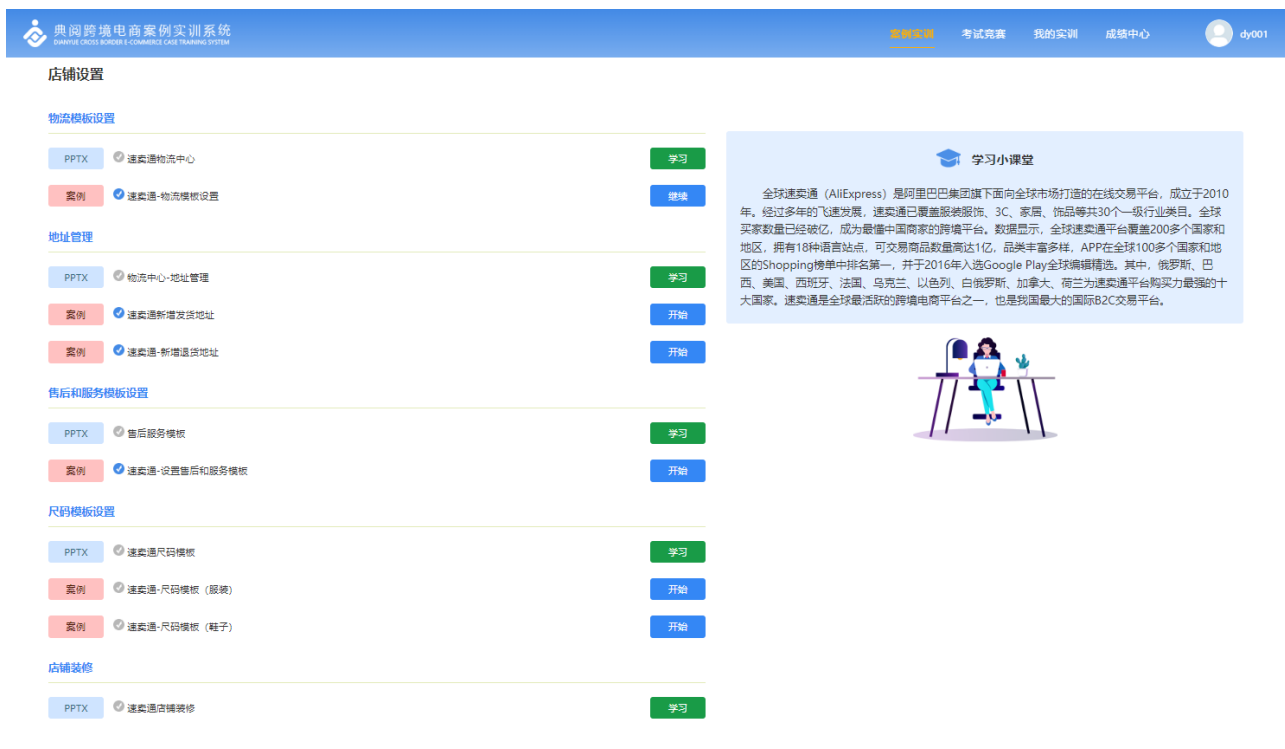 典阅跨境电商案例实训系统
DIANYUE CROSS BORDER E-COMMERCE CASE TRAINING SYSTEM
案例实训 考试竞赛 我的实训 成绩中心 dy001
店铺设置
物流模板设置
PPTX 速卖通物流中心 学习
案例 速卖通-物流模板设置 继续
地址管理
PPTX 物流中心-地址管理 学习
案例 速卖通新增发货地址 开始
案例 速卖通-新增退货地址 开始
售后和服务模板设置
PPTX 售后服务模板 学习
案例 速卖通-设置售后和服务模板 开始
尺码模板设置
PPTX 速卖通尺码模板 学习
案例 速卖通-尺码模板（服装） 开始
案例 速卖通-尺码模板（鞋子） 开始
店铺装修
PPTX 速卖通店铺装修 学习
学习小课堂
全球速卖通（AliExpress）是阿里巴巴集团旗下面向全球市场打造的在线交易平台，成立于2010
年。经过多年的飞速发展，速卖通已覆盖服装服饰、3C、家居、饰品等共30个一级行业类目。全球
买家数量已经破亿，成为最懂中国商家的跨境平台。数据显示，全球速卖通平台覆盖200多个国家和
地区，拥有18种语言站点，可交易商品数量高达1亿，品类丰富多样，APP在全球100多个国家和地
区的Shopping榜单中排名第一，并于2016年入选Google Play全球编辑精选。其中，俄罗斯、巴
西、美国、西班牙、法国、乌克兰、以色列、白俄罗斯、加拿大、荷兰为速卖通平台购买力最强的十
大国家。速卖通是全球最活跃的跨境电商平台之一，也是我国最大的国际B2C交易平台。